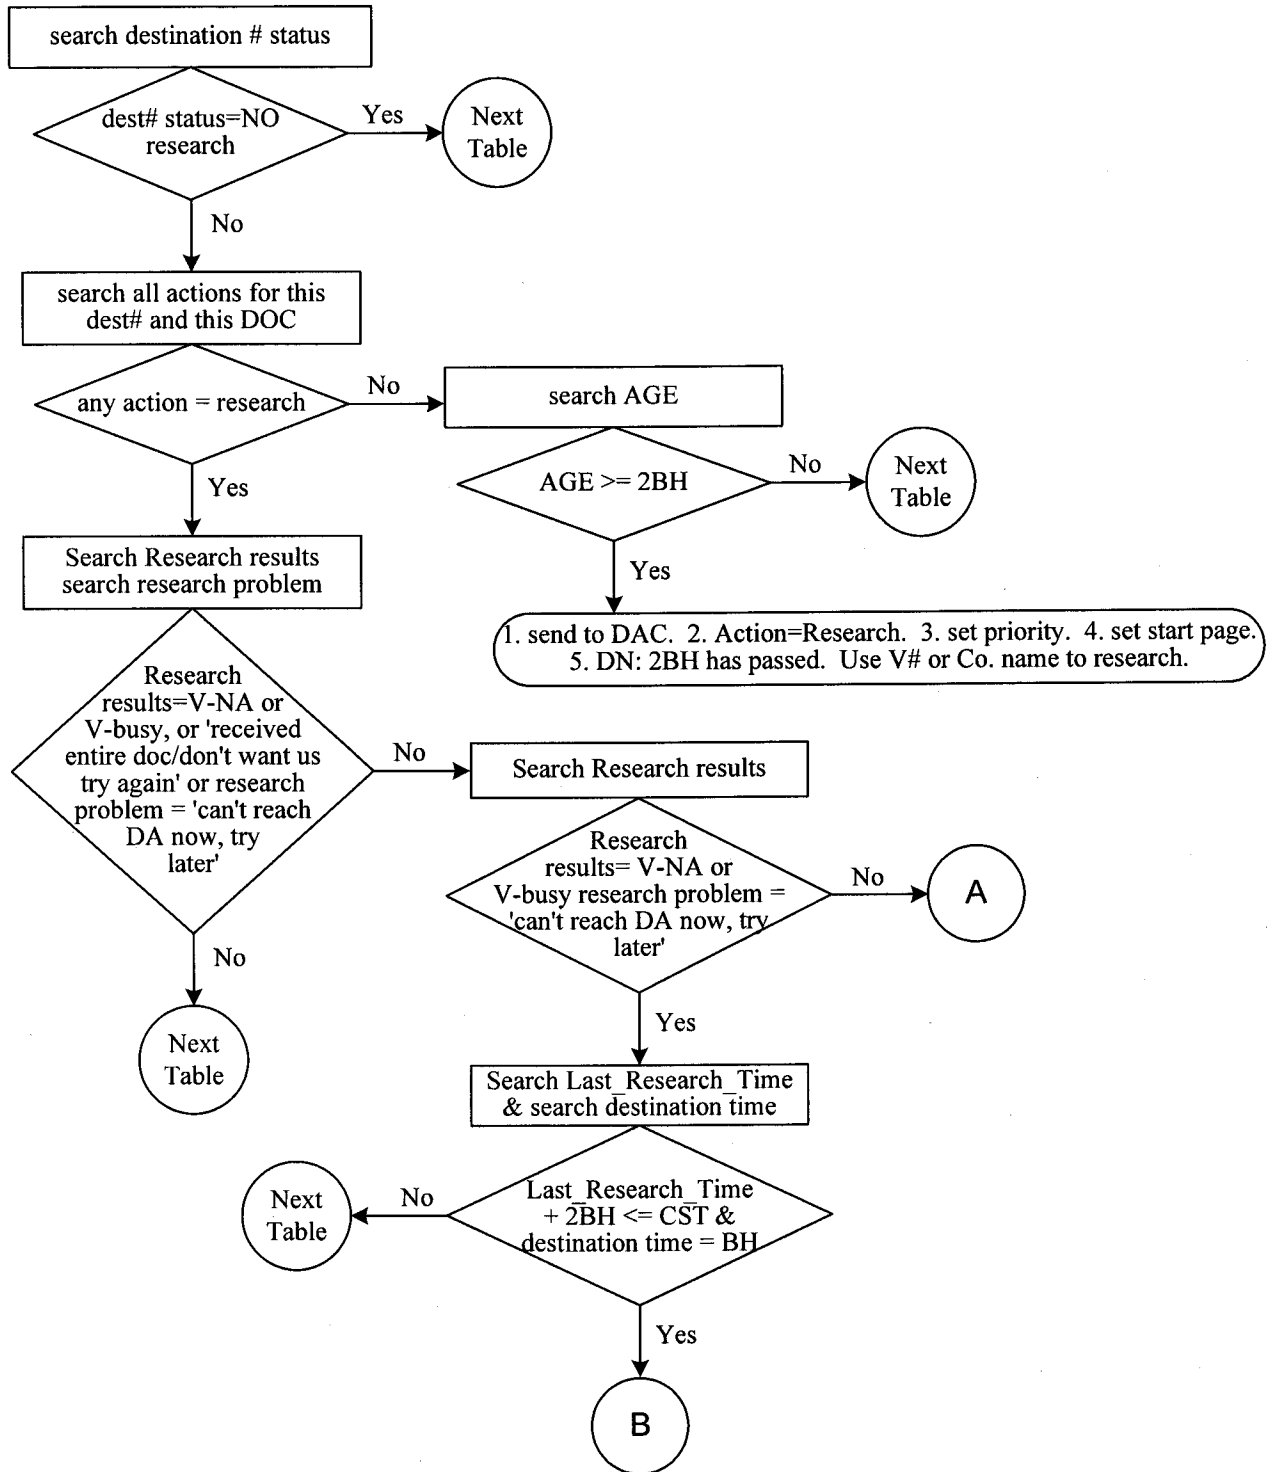 search destination # status
dest# status=NO
research
Yes
Next
Table
No
search all actions for this
dest# and this DOC
any action = research
No
search AGE
AGE >= 2BH
No
Next
Table
Yes
Yes
Search Research results
search research problem
1. send to DAC.  2. Action=Research.  3. set priority.  4. set start page.
5. DN: 2BH has passed.  Use V# or Co. name to research.
Research
results=V-NA or
V-busy, or 'received
entire doc/don't want us
try again' or research
problem = 'can't reach
DA now, try
later'
No
Search Research results
Research
results= V-NA or
V-busy research problem =
'can't reach DA now, try
later'
No
A
No
Next
Table
Yes
Search Last_Research_Time
& search destination time
Last_Research_Time
+ 2BH <= CST &
destination time = BH
No
Next
Table
Yes
B